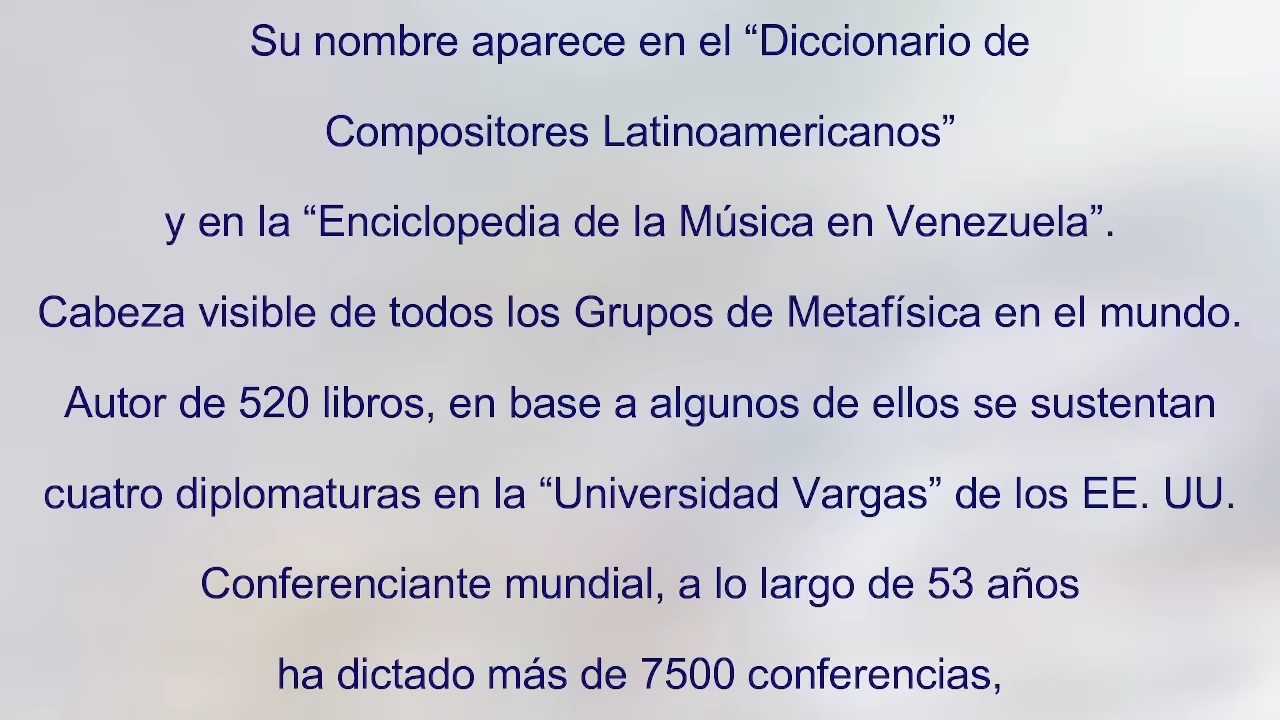 Su nombre aparece en el “Diccionario de
Compositores Latinoamericanos”
y en la “Enciclopedia de la Música en Venezuela”.
Cabeza visible de todos los Grupos de Metafísica en el mundo.
Autor de 520 libros, en base a algunos de ellos se sustentan
cuatro diplomaturas en la “Universidad Vargas” de los EE. UU.
Conferenciante mundial, a lo largo de 53 años
ha dictado más de 7500 conferencias,